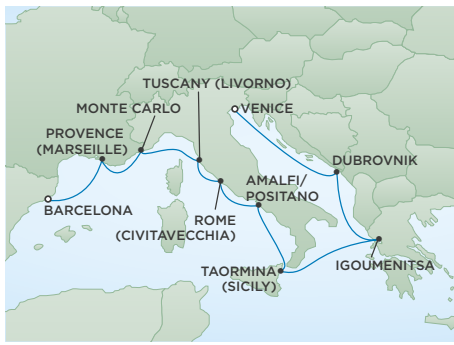 TUSCANY (LIVORNO)
MONTE CARLO
VENICE
PROVENCE
(MARSEILLE)
DUBROVNIK
AMALFI/
POSITANO
BARCELONA
ROME
(CIVITAVECCHIA)
IGOUMENITSA
TAORMINA
(SICILY)